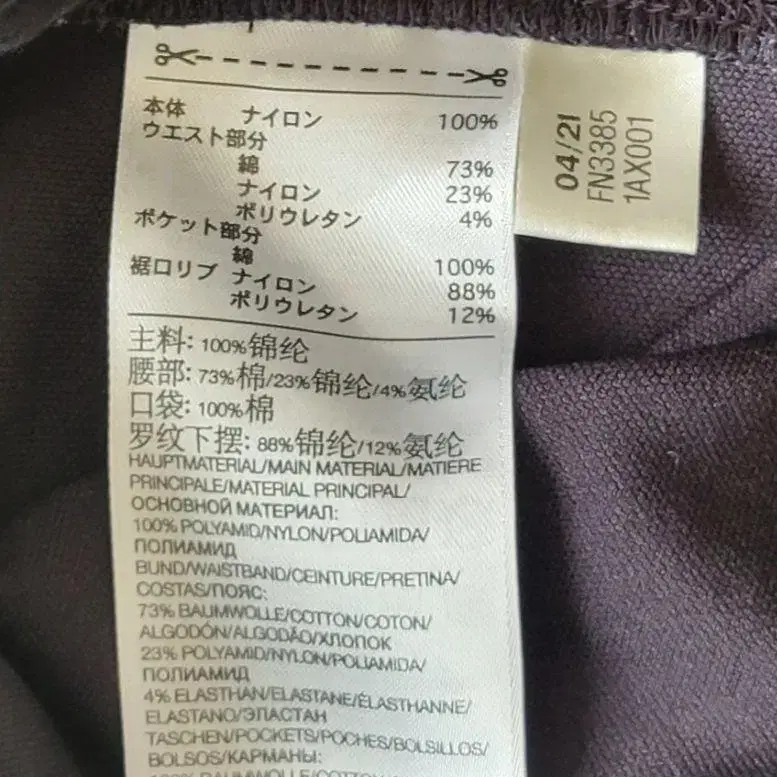 本体 ナイロン 100%
ウエスト部分
綿 73%
ナイロン 23%
ポリウレタン 4%
ポケット部分
綿 100%
裾口リブ ナイロン 88%
ポリウレタン 12%
主料: 100%锦纶
腰部: 73%棉/23%锦纶/4%氨纶
口袋: 100%棉
罗纹下摆: 88%锦纶/12%氨纶
HAUPTMATERIAL/MAIN MATERIAL/MATIERE
PRINCIPALE/MATERIAL PRINCIPAL/
ОСНОВНОЙ МАТЕРИАЛ:
100% POLYAMID/NYLON/POLIAMIDA/
ПОЛИАМИД
BUND/WAISTBAND/CEINTURE/PRETINA/
COSTAS/ПОЯС:
73% BAUMWOLLE/COTTON/COTON/
ALGODÓN/ALGODÃO/ХЛОПОК
23% POLYAMID/NYLON/POLIAMIDA/
ПОЛИАМИД
4% ELASTHAN/ELASTANE/ÉLASTHANNE/
ELASTANO/ЭЛАСТАН
TASCHEN/POCKETS/POCHES/BOLSILLOS/
BOLSOS/КАРМАНЫ:
100% BAUMWOLLE/COTTON/
04/21
FN3385
1AX001